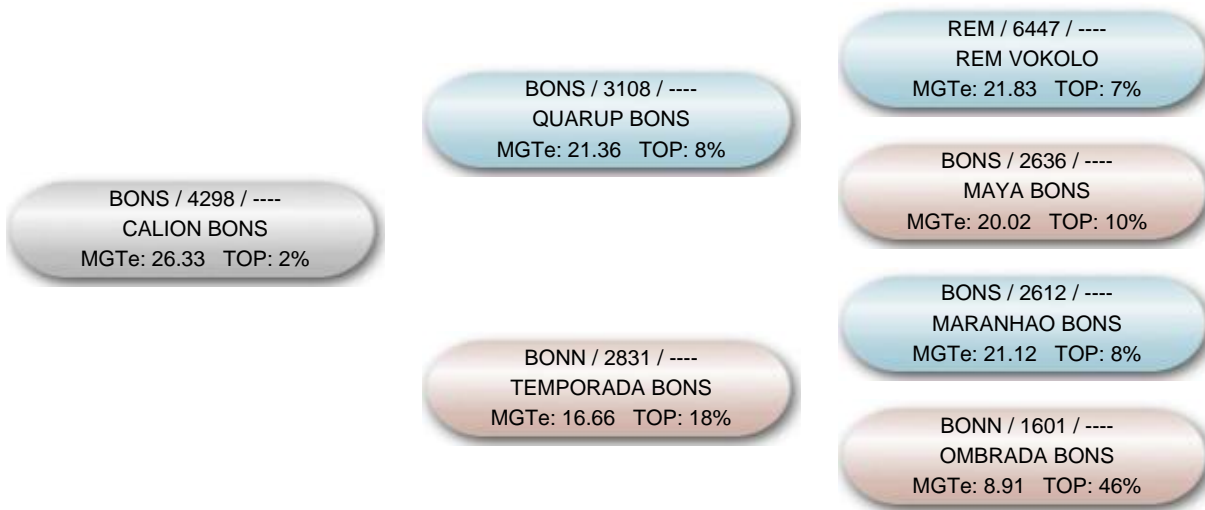 BONS / 4298 / ----
CALION BONS
MGTe: 26.33 TOP: 2%
BONS / 3108 / ----
QUARUP BONS
MGTe: 21.36 TOP: 8%
BONN / 2831 / ----
TEMPORADA BONS
MGTe: 16.66 TOP: 18%
REM / 6447 / ----
REM VOKOLO
MGTe: 21.83 TOP: 7%
BONS / 2636 / ----
MAYA BONS
MGTe: 20.02 TOP: 10%
BONS / 2612 / ----
MARANHAO BONS
MGTe: 21.12 TOP: 8%
BONN / 1601 / ----
OMBRADA BONS
MGTe: 8.91 TOP: 46%